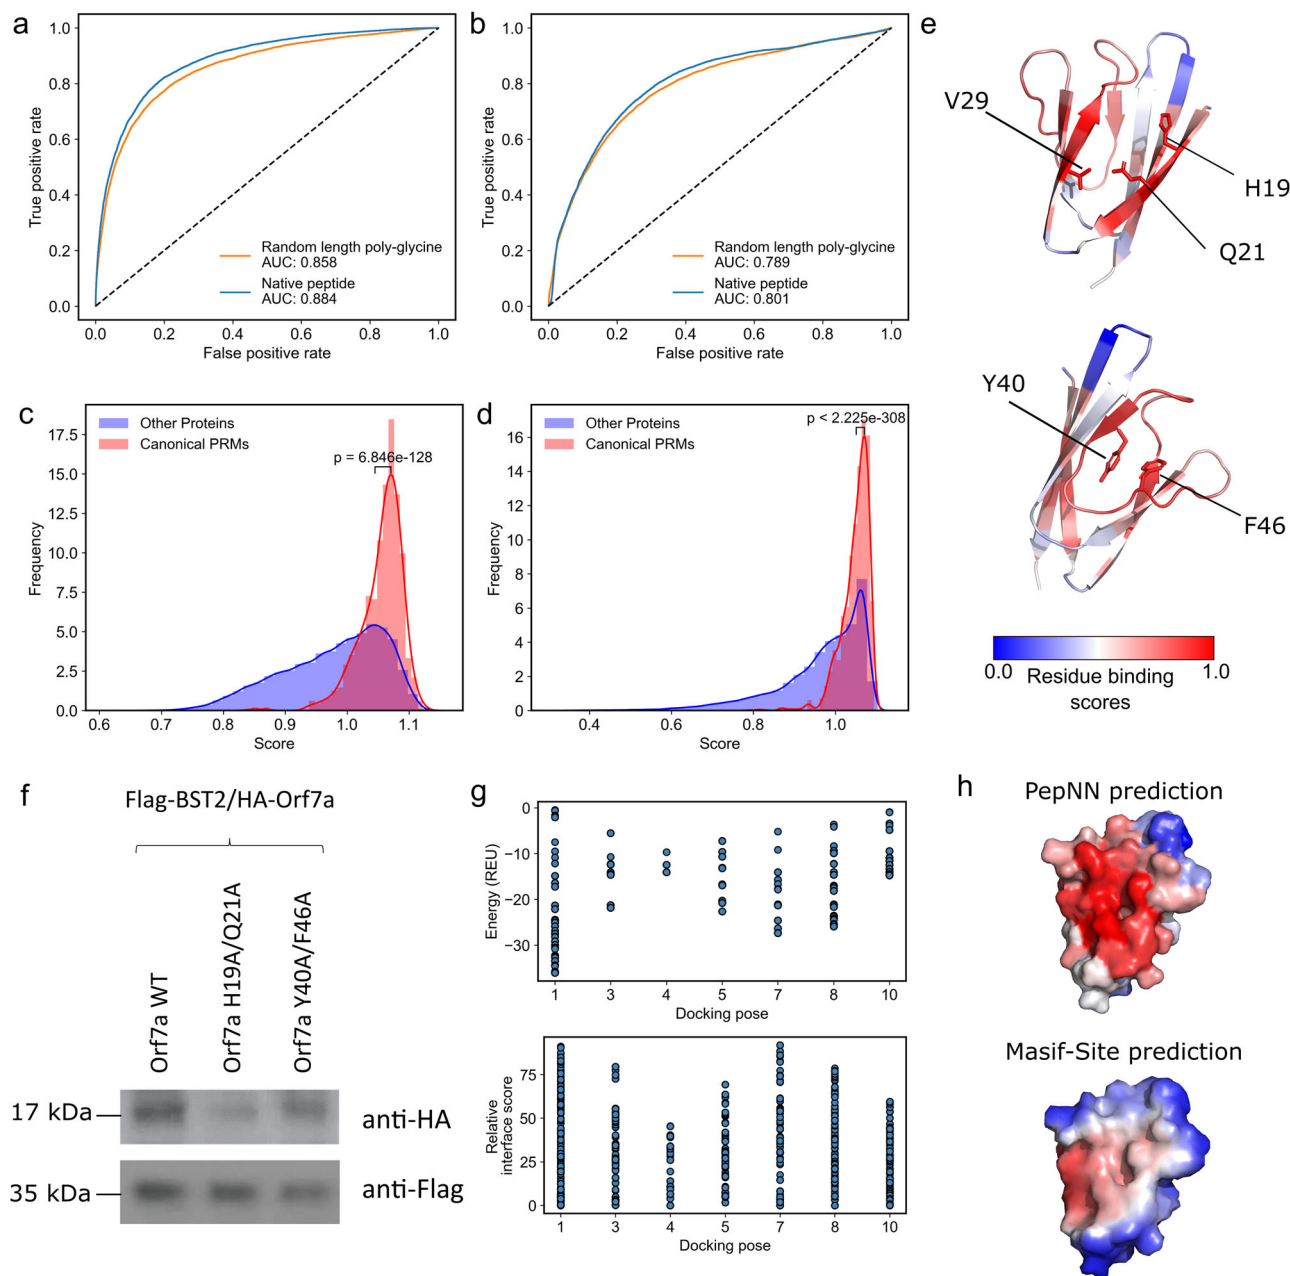 a
1.0
0.8
0.6
0.4
0.2
0.0
True positive rate
Random length poly-glycine
AUC: 0.858
Native peptide
AUC: 0.884
0.0 0.2 0.4 0.6 0.8 1.0
False positive rate
b
1.0
0.8
0.6
0.4
0.2
0.0
True positive rate
Random length poly-glycine
AUC: 0.789
Native peptide
AUC: 0.801
0.0 0.2 0.4 0.6 0.8 1.0
False positive rate
c
Other Proteins
Canonical PRMs
p = 6.846e-128
17.5
15.0
12.5
10.0
7.5
5.0
2.5
0.0
Frequency
0.6 0.7 0.8 0.9 1.0 1.1
Score
d
Other Proteins
Canonical PRMs
p < 2.225e-308
16
14
12
10
8
6
4
2
0
Frequency
0.4 0.6 0.8 1.0
Score
e
V29
H19
Q21
Y40
F46
0.0 1.0
Residue binding
scores
f
Flag-BST2/HA-Orf7a
Orf7a WT
Orf7a H19A/Q21A
Orf7a Y40A/F46A
17 kDa
anti-HA
35 kDa
anti-Flag
g
0
−10
−20
−30
Energy (REU)
1 3 4 5 7 8 10
Docking pose
75
50
25
0
Relative
interface score
1 3 4 5 7 8 10
Docking pose
h
PepNN prediction
Masif-Site prediction